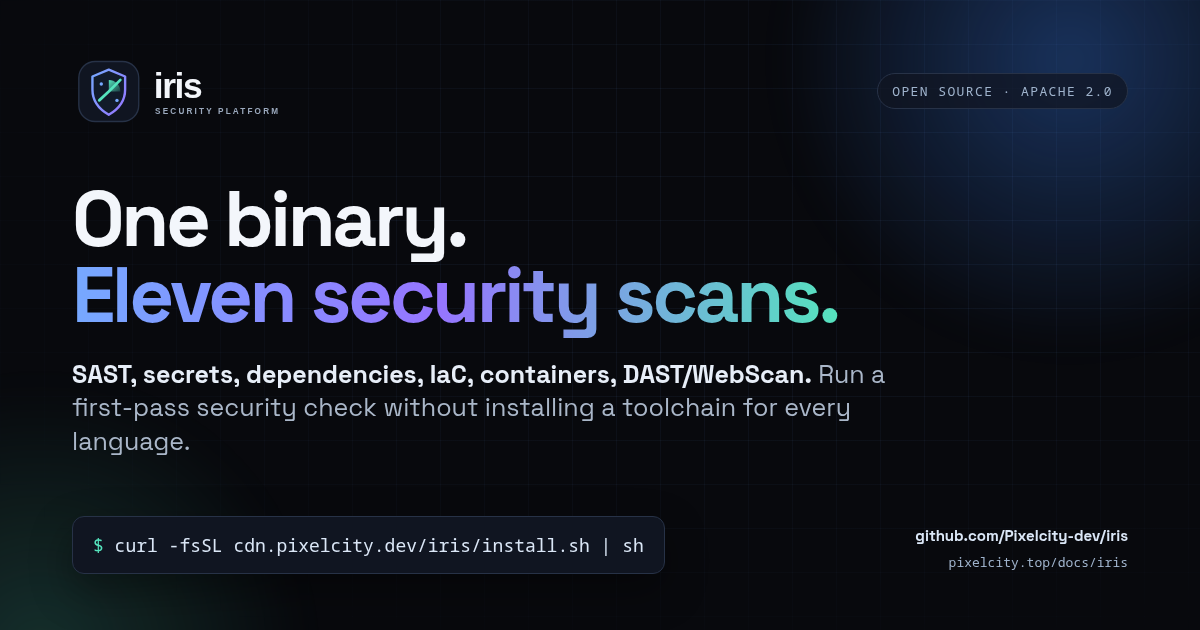 iris
SECURITY PLATFORM
OPEN SOURCE · APACHE 2.0
One binary.
Eleven security scans.
SAST, secrets, dependencies, IaC, containers, DAST/WebScan. Run a
first-pass security check without installing a toolchain for every
language.
$ curl -fsSL cdn.pixelcity.dev/iris/install.sh | sh
github.com/Pixelcity-dev/iris
pixelcity.top/docs/iris